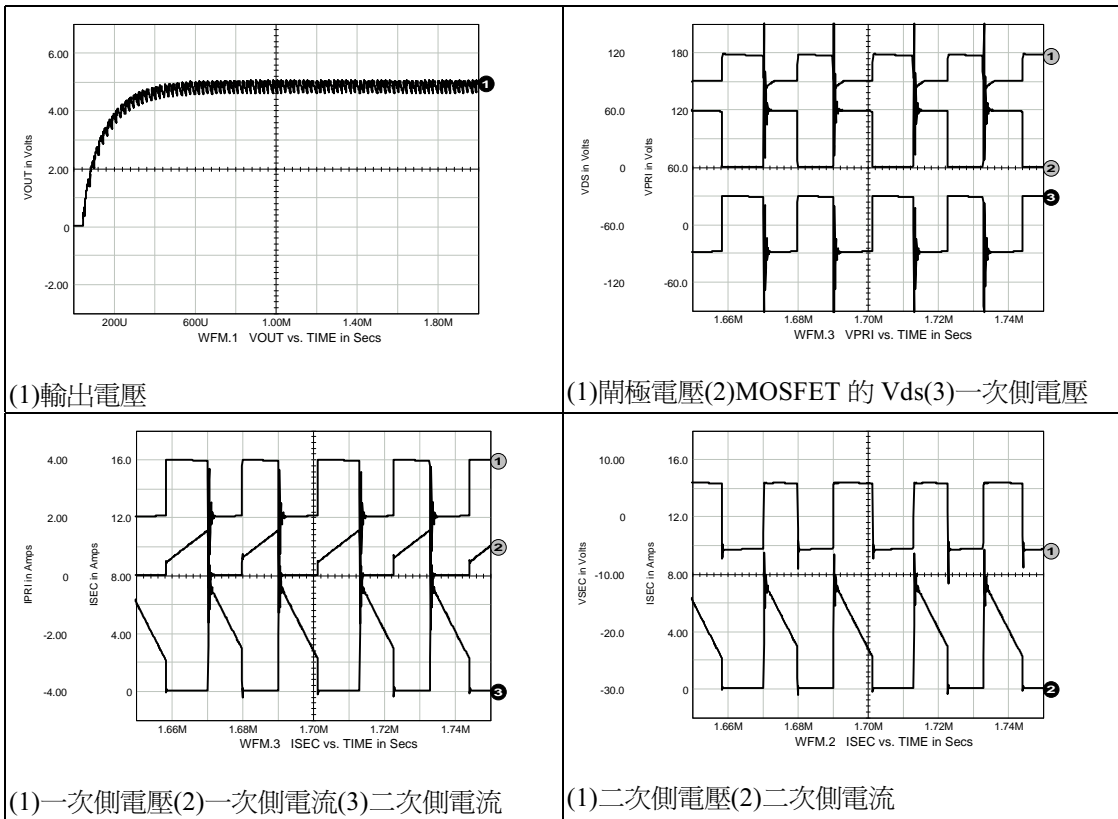 6.00
4.00
2.00
0
-2.00
VOUT in Volts
1
200U 600U 1.00M 1.40M 1.80M
WFM.1 VOUT vs. TIME in Secs
(1)輸出電壓
120 180
60.0 120
0 60.0
-60.0 0
-120 -60.0
VDS in Volts
VPRI in Volts
1
2
3
1.66M 1.68M 1.70M 1.72M 1.74M
WFM.3 VPRI vs. TIME in Secs
(1)閘極電壓(2)MOSFET 的 Vds(3)一次側電壓
4.00 16.0
2.00 12.0
0 8.00
-2.00 4.00
-4.00 0
IPRI in Amps
ISEC in Amps
1
2
3
1.66M 1.68M 1.70M 1.72M 1.74M
WFM.3 ISEC vs. TIME in Secs
(1)一次側電壓(2)一次側電流(3)二次側電流
10.00 16.0
0 12.0
-10.00 8.00
-20.0 4.00
-30.0 0
VSEC in Volts
ISEC in Amps
1
2
1.66M 1.68M 1.70M 1.72M 1.74M
WFM.2 ISEC vs. TIME in Secs
(1)二次側電壓(2)二次側電流